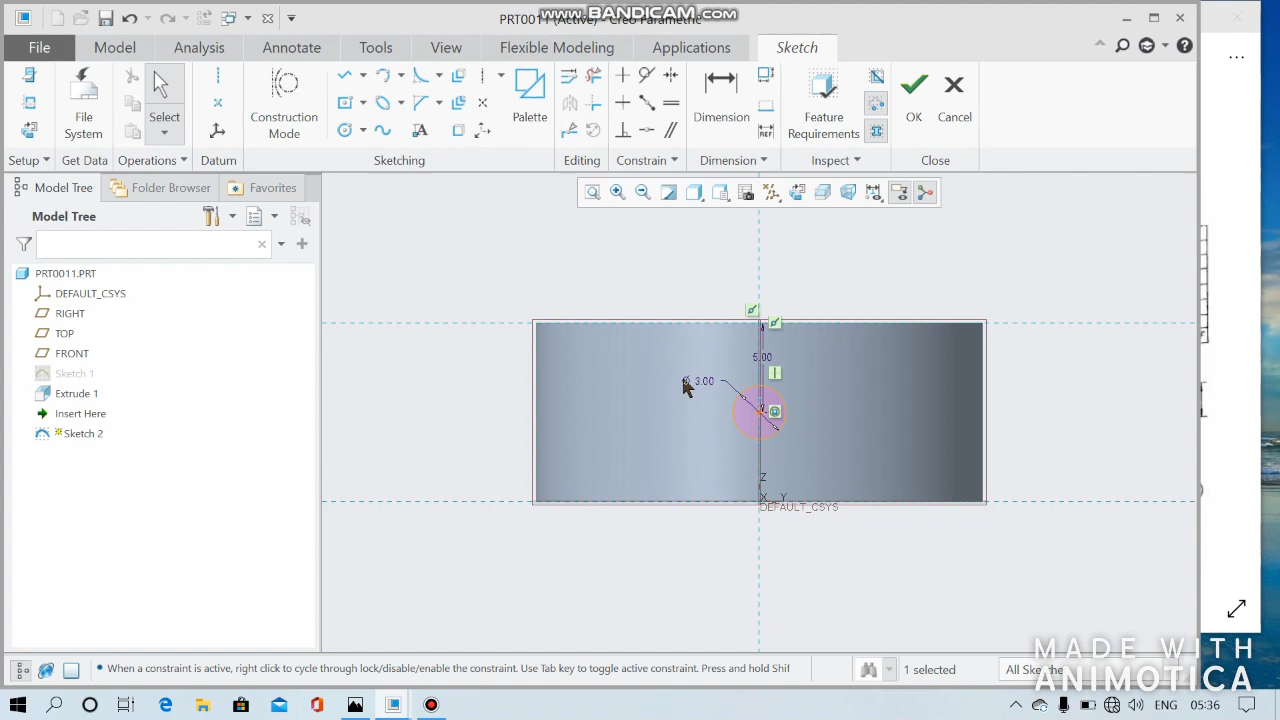 www.BANDICAM.com
PRT0011 (Active) - Creo Parametric
File Model Analysis Annotate Tools View Flexible Modeling Applications Sketch
File System
Select
Construction Mode
Palette
Dimension
Feature Requirements
OK
Cancel
Setup Get Data Operations Datum Sketching Editing Constrain Dimension Inspect Close
Model Tree Folder Browser Favorites
Model Tree
PRT0011.PRT
DEFAULT_CSYS
RIGHT
TOP
FRONT
Sketch 1
Extrude 1
Insert Here
Sketch 2
5.00
3.00
Z
X Y
DEFAULT_CSYS
When a constraint is active, right click to cycle through lock/disable/enable the constraint. Use Tab key to toggle active constraint. Press and hold Shif
1 selected
All Sketche
MADE WITH
ANIMOTICA
ENG 05:36